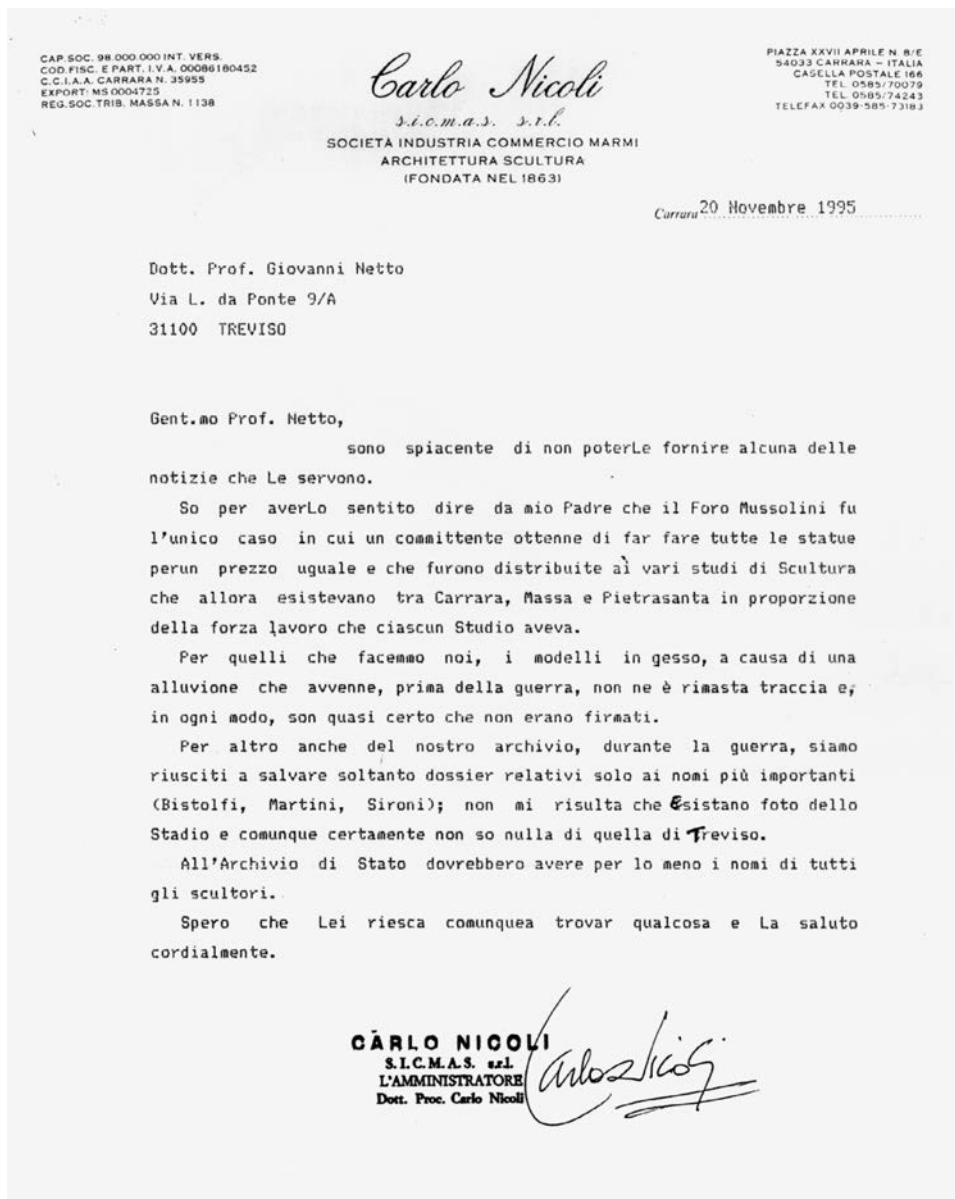 CAP. SOC. 98.000.000 INT. VERS.
COD.FISC. E PART. I.V.A. 00086180452
C.C.I.A.A. CARRARA N. 35955
EXPORT: MS 0004725
REG.SOC.TRIB. MASSA N. 1138
Carlo Nicoli
s.i.c.m.a.s. s.r.l.
SOCIETÀ INDUSTRIA COMMERCIO MARMI
ARCHITETTURA SCULTURA
(FONDATA NEL 1863)
PIAZZA XXVII APRILE N. 8/E
54033 CARRARA – ITALIA
CASELLA POSTALE 166
TEL. 0585/70079
TEL. 0585/74243
TELEFAX 0039-585-73183
Carrara 20 Novembre 1995
Dott. Prof. Giovanni Netto
Via L. da Ponte 9/A
31100 TREVISO
Gent.mo Prof. Netto,
sono spiacente di non poterLe fornire alcuna delle
notizie che Le servono.
So per averLo sentito dire da mio Padre che il Foro Mussolini fu
l'unico caso in cui un committente ottenne di far fare tutte le statue
perun prezzo uguale e che furono distribuite ai vari studi di Scultura
che allora esistevano tra Carrara, Massa e Pietrasanta in proporzione
della forza lavoro che ciascun Studio aveva.
Per quelli che facemmo noi, i modelli in gesso, a causa di una
alluvione che avvenne, prima della guerra, non ne è rimasta traccia e,
in ogni modo, son quasi certo che non erano firmati.
Per altro anche del nostro archivio, durante la guerra, siamo
riusciti a salvare soltanto dossier relativi solo ai nomi più importanti
(Bistolfi, Martini, Sironi); non mi risulta che Esistano foto dello
Stadio e comunque certamente non so nulla di quella di Treviso.
All'Archivio di Stato dovrebbero avere per lo meno i nomi di tutti
gli scultori.
Spero che Lei riesca comunquea trovar qualcosa e La saluto
cordialmente.
CARLO NICOLI
S.I.C.M.A.S. s.r.l.
L'AMMINISTRATORE
Dott. Proc. Carlo Nicoli
Carlo Nicoli